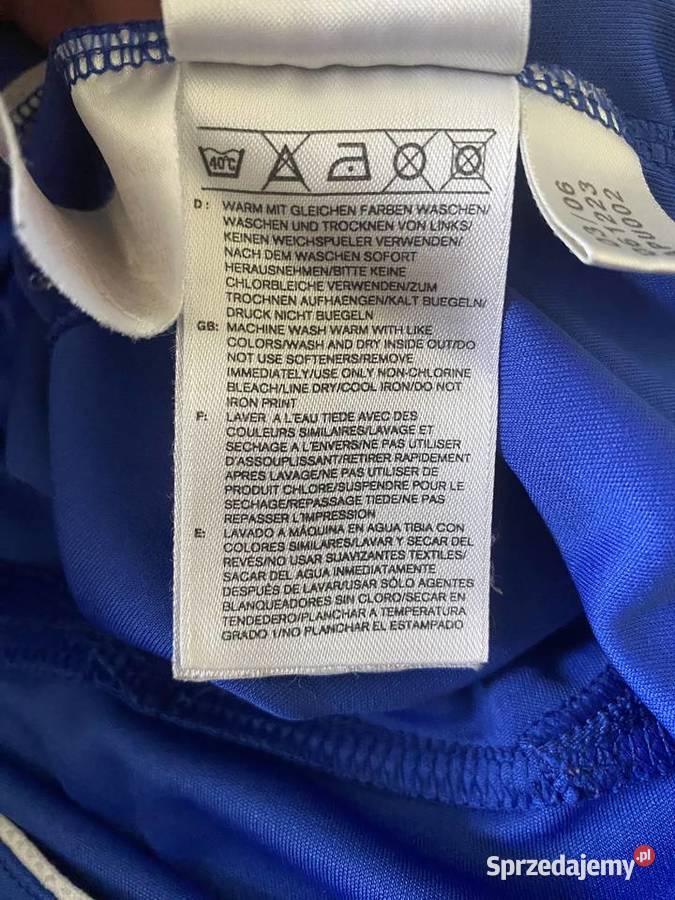 40°C
D: WARM MIT GLEICHEN FARBEN WASCHEN/
WASCHEN UND TROCKNEN VON LINKS/
KEINEN WEICHSPUELER VERWENDEN/
NACH DEM WASCHEN SOFORT
HERAUSNEHMEN/BITTE KEINE
CHLORBLEICHE VERWENDEN/ZUM
TROCHNEN AUFHAENGEN/KALT BUEGELN/
DRUCK NICHT BUEGELN
GB: MACHINE WASH WARM WITH LIKE
COLORS/WASH AND DRY INSIDE OUT/DO
NOT USE SOFTENERS/REMOVE
IMMEDIATELY/USE ONLY NON-CHLORINE
BLEACH/LINE DRY/COOL IRON/DO NOT
IRON PRINT
F: LAVER A L'EAU TIEDE AVEC DES
COULEURS SIMILAIRES/LAVAGE ET
SECHAGE A L'ENVERS/NE PAS UTILISER
D'ASSOUPLISSANT/RETIRER RAPIDEMENT
APRES LAVAGE/NE PAS UTILISER DE
PRODUIT CHLORE/SUSPENDRE POUR LE
SECHAGE/REPASSAGE TIEDE/NE PAS
REPASSER L'IMPRESSION
E: LAVADO A MÁQUINA EN AGUA TIBIA CON
COLORES SIMILARES/LAVAR Y SECAR DEL
REVÉS/NO USAR SUAVIZANTES TEXTILES/
SACAR DEL AGUA INMEDIATAMENTE
DESPUÉS DE LAVAR/USAR SÓLO AGENTES
BLANQUEADORES SIN CLORO/SECAR EN
TENDEDERO/PLANCHAR A TEMPERATURA
GRADO 1/NO PLANCHAR EL ESTAMPADO
03/06
Sprzedajemy.pl